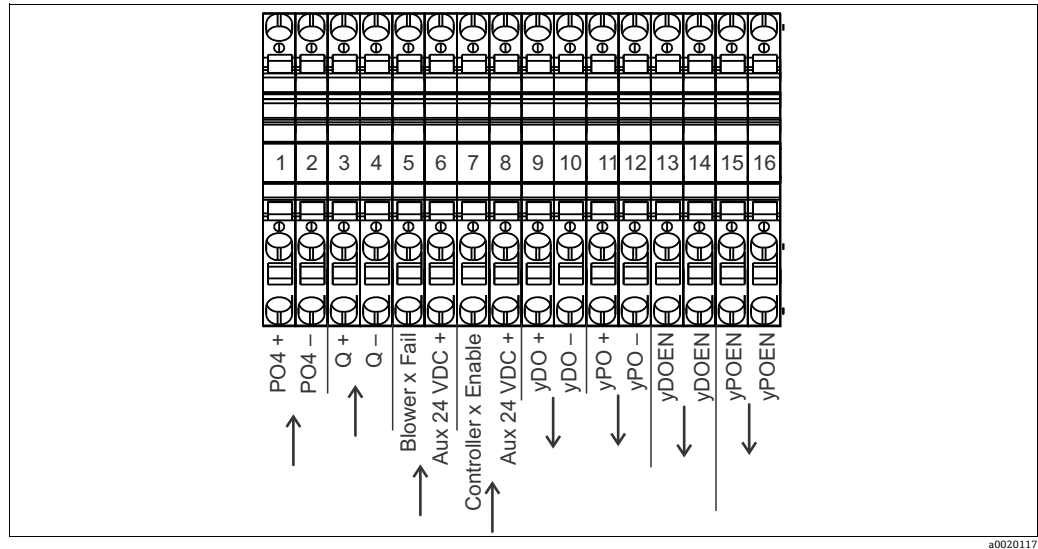 1 2 3 4 5 6 7 8 9 10 11 12 13 14 15 16
PO4 +
PO4 –
Q +
Q –
Blower x Fail
Aux 24 VDC +
Controller x Enable
Aux 24 VDC +
yDO +
yDO –
yPO +
yPO –
yDOEN
yDOEN
yPOEN
yPOEN
a0020117